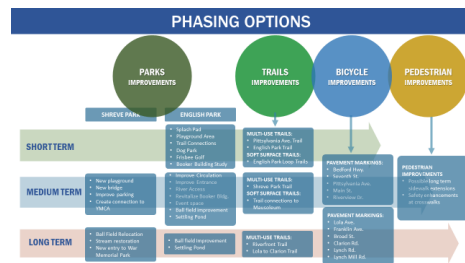 PHASING OPTIONS
PARKS
IMPROVEMENTS
TRAILS
IMPROVEMENTS
BICYCLE
IMPROVEMENTS
PEDESTRIAN
IMPROVEMENTS
SHREVE PARK
ENGLISH PARK
SHORT TERM
• Splash Pad
• Playground Area
• Trail Connections
• Dog Park
• Frisbee Golf
• Booker Building Study
MULTI-USE TRAILS:
• Pittsylvania Ave. Trail
• English Park Trail
SOFT SURFACE TRAILS:
• English Park Loop Trails
MEDIUM TERM
• New playground
• New bridge
• Improve parking
• Create connection to
YMCA
• Improve Circulation
• Improve Entrance
• River Access
• Revitalize Booker Bldg.
• Event space
• Ball Field Improvement
• Settling Pond
MULTI-USE TRAILS:
• Shreve Park Trail
SOFT SURFACE TRAILS:
• Trail connections to
Mausoleum
PAVEMENT MARKINGS:
• Bedford Hwy.
• Seventh St.
• Pittsylvania Ave.
• Main St.
• Riverview Dr.
PEDESTRIAN
IMPROVEMENTS
• Possible long term
sidewalk extensions
• Safety enhancements
at crosswalks
LONG TERM
• Ball Field Relocation
• Stream restoration
• New entry to War
Memorial Park
• Ball Field Improvement
• Settling Pond
MULTI-USE TRAILS:
• Riverfront Trail
• Lola to Clarion Trail
PAVEMENT MARKINGS:
• Lola Ave.
• Franklin Ave.
• Broad St.
• Clarion Rd.
• Lynch Rd.
• Lynch Mill Rd.